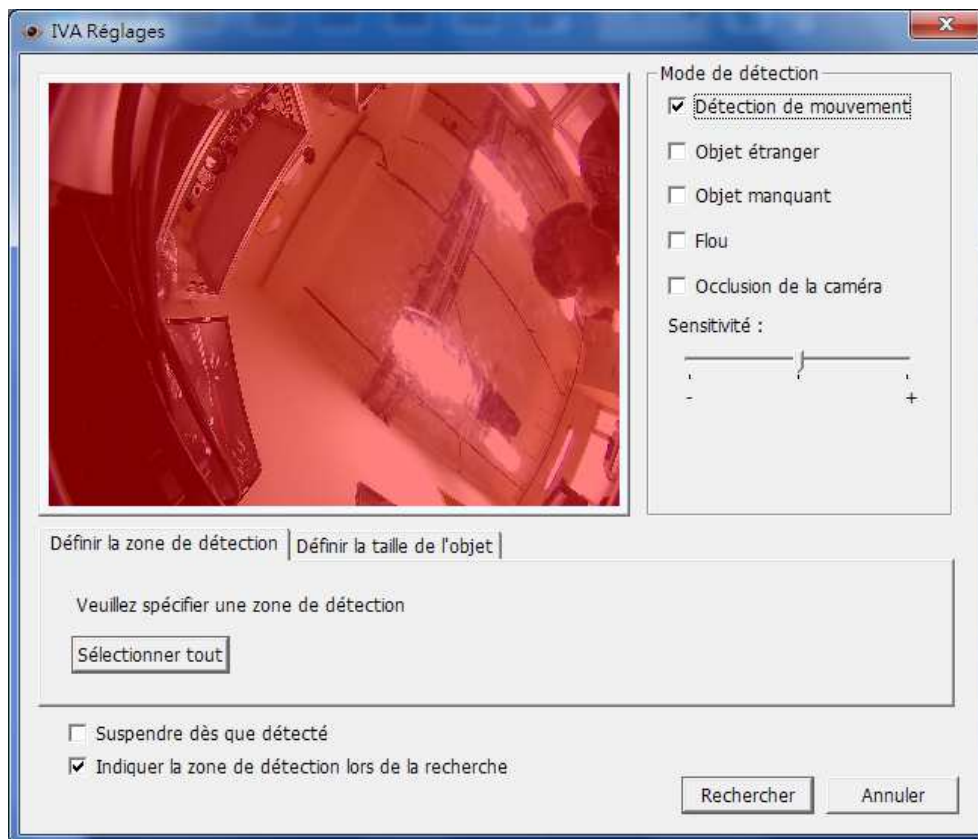 IVA Réglages
Mode de détection
Détection de mouvement
Objet étranger
Objet manquant
Flou
Occlusion de la caméra
Sensitivité :
- +
Définir la zone de détection
Définir la taille de l'objet
Veuillez spécifier une zone de détection
Sélectionner tout
Suspendre dès que détecté
Indiquer la zone de détection lors de la recherche
Rechercher
Annuler